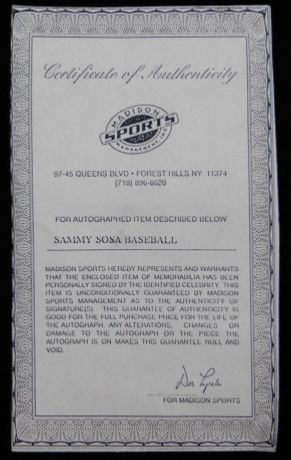 Certificate of Authenticity
MADISON
SPORTS
MANAGEMENT, INC.
97-45 QUEENS BLVD • FOREST HILLS NY 11374
(718) 896-6620
FOR AUTOGRAPHED ITEM DESCRIBED BELOW
SAMMY SOSA BASEBALL
MADISON SPORTS HEREBY REPRESENTS AND WARRANTS
THAT THE ENCLOSED ITEM OF MEMORABILIA HAS BEEN
PERSONALLY SIGNED BY THE IDENTIFIED CELEBRITY. THIS
ITEM IS UNCONDITIONALLY GUARANTEED BY MADISON
SPORTS MANAGEMENT AS TO THE AUTHENTICITY OF
SIGNATURE(S). THIS GUARANTEE OF AUTHENTICITY IS
GOOD FOR THE FULL PURCHASE PRICE FOR THE LIFE OF
THE AUTOGRAPH. ANY ALTERATIONS, CHANGES OR
DAMAGE TO THE AUTOGRAPH OR THE PIECE THE
AUTOGRAPH IS ON MAKES THIS GUARANTEE NULL AND
VOID.
FOR MADISON SPORTS